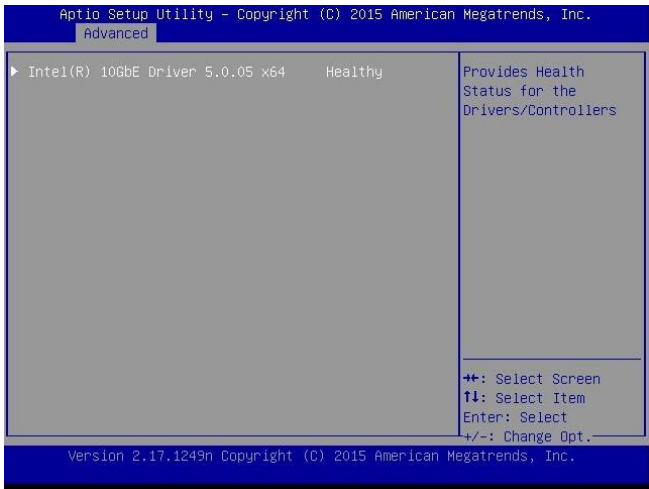 Aptio Setup Utility – Copyright (C) 2015 American Megatrends, Inc.
Advanced
Intel(R) 10GbE Driver 5.0.05 x64 Healthy
Provides Health
Status for the
Drivers/Controllers
→←: Select Screen
↑↓: Select Item
Enter: Select
+/-: Change Opt.
Version 2.17.1249n Copyright (C) 2015 American Megatrends, Inc.